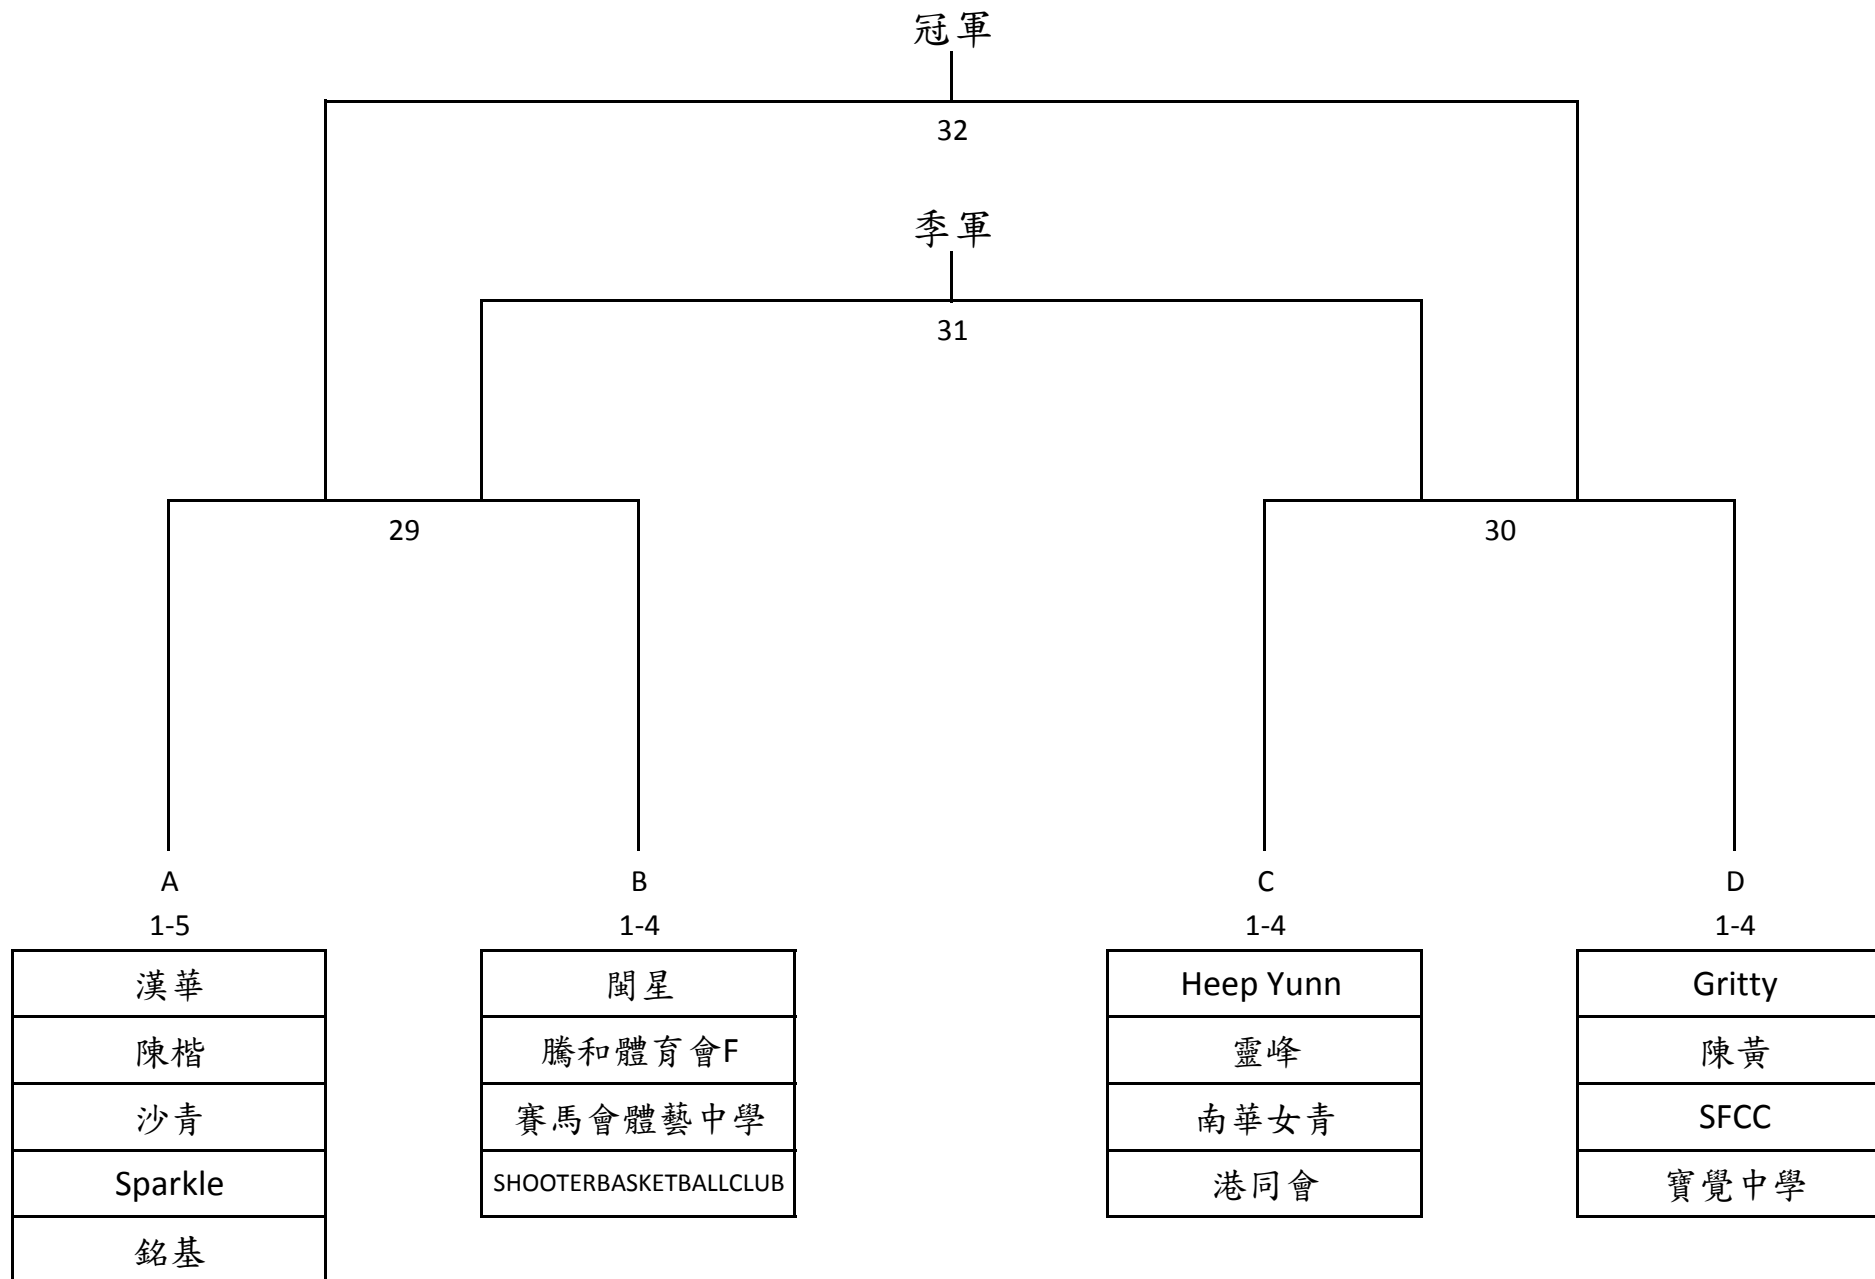 冠軍
32
季軍
31
29 30
A B C D
1-5 1-4 1-4 1-4
漢華 閩星 Heep Yunn Gritty
陳楷 騰和體育會F 靈峰 陳黃
沙青 賽馬會體藝中學 南華女青 SFCC
Sparkle SHOOTERBASKETBALLCLUB 港同會 寶覺中學
銘基